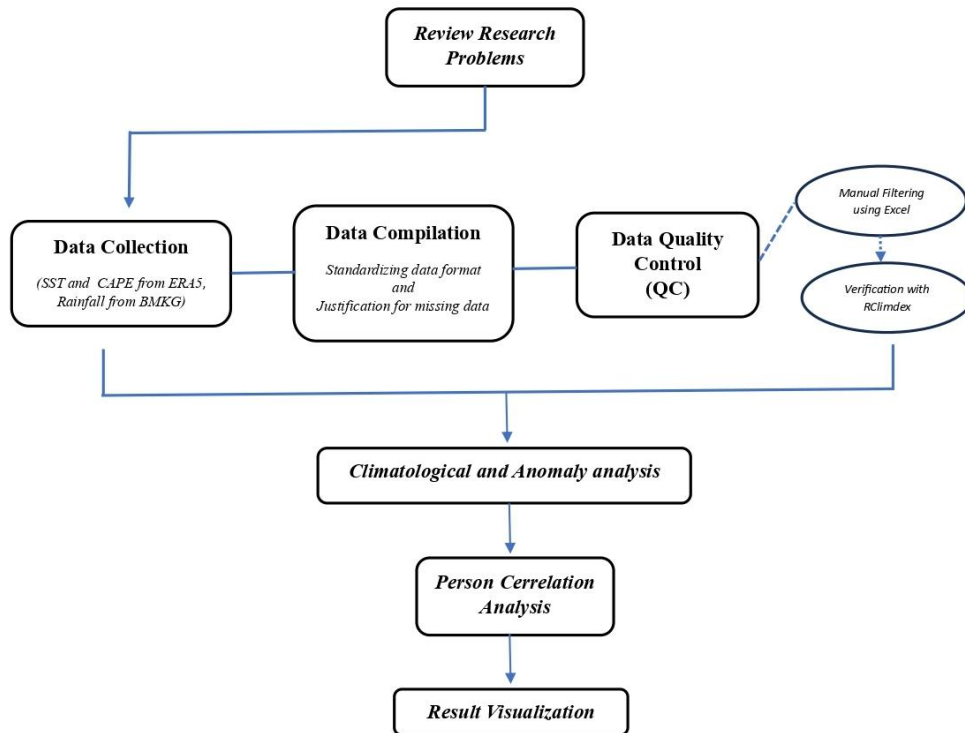 Review Research
Problems
Data Collection
(SST and CAPE from ERA5,
Rainfall from BMKG)
Data Compilation
Standardizing data format
and
Justification for missing data
Data Quality
Control
(QC)
Manual Filtering
using Excel
Verification with
RClimdex
Climatological and Anomaly analysis
Person Cerrelation
Analysis
Result Visualization